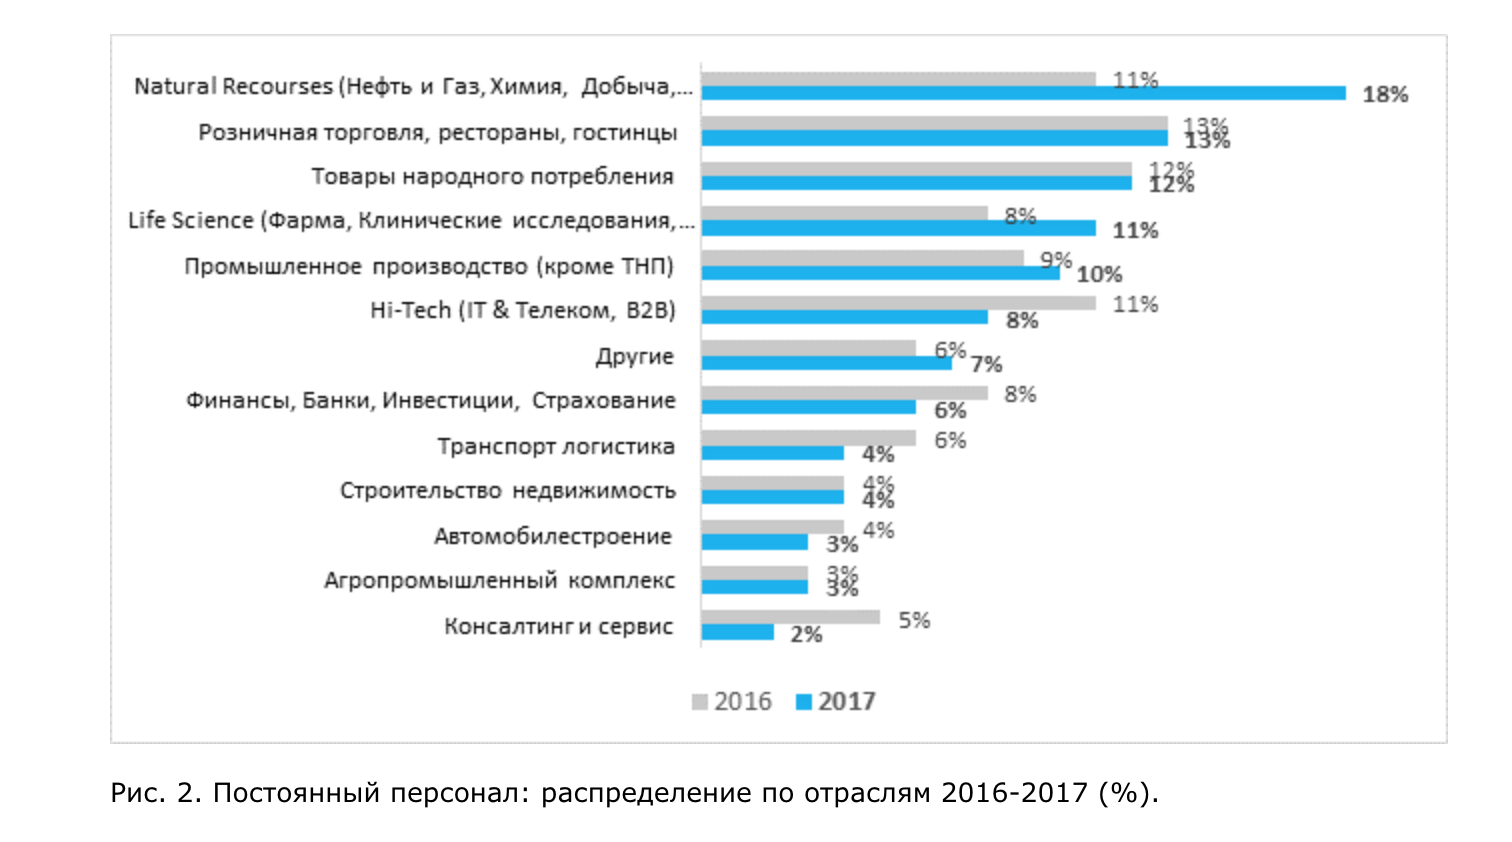 Natural Recourses (Нефть и Газ, Химия, Добыча,...
11%
18%
Розничная торговля, рестораны, гостинцы
13%
13%
Товары народного потребления
12%
12%
Life Science (Фарма, Клинические исследования,...
8%
11%
Промышленное производство (кроме ТНП)
9%
10%
Hi-Tech (IT & Телеком, B2B)
11%
8%
Другие
6%
7%
Финансы, Банки, Инвестиции, Страхование
8%
6%
Транспорт логистика
6%
4%
Строительство недвижимость
4%
4%
Автомобилестроение
4%
3%
Агропромышленный комплекс
3%
3%
Консалтинг и сервис
5%
2%
2016 2017
Рис. 2. Постоянный персонал: распределение по отраслям 2016-2017 (%).